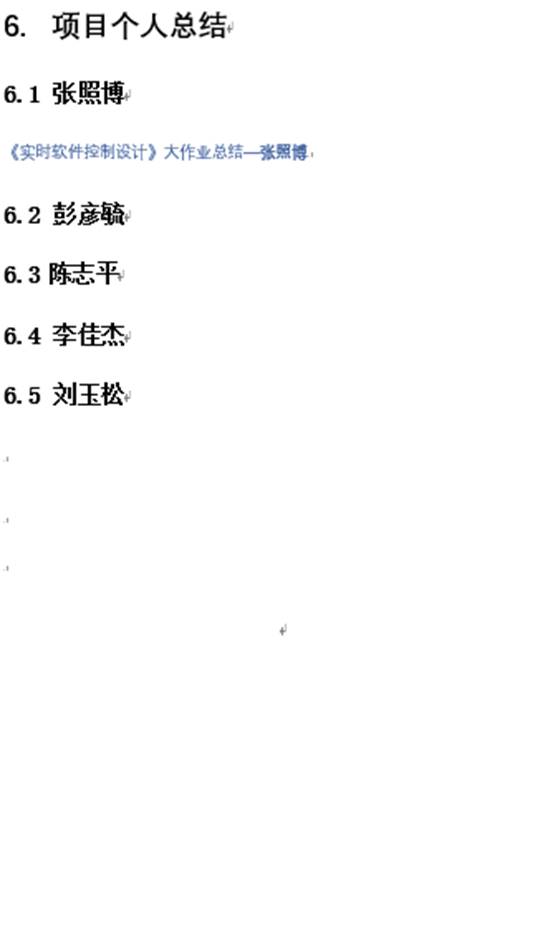 6. 项目个人总结
6.1 张照博
《实时软件控制设计》大作业总结—张照博
6.2 彭彦毓
6.3 陈志平
6.4 李佳杰
6.5 刘玉松